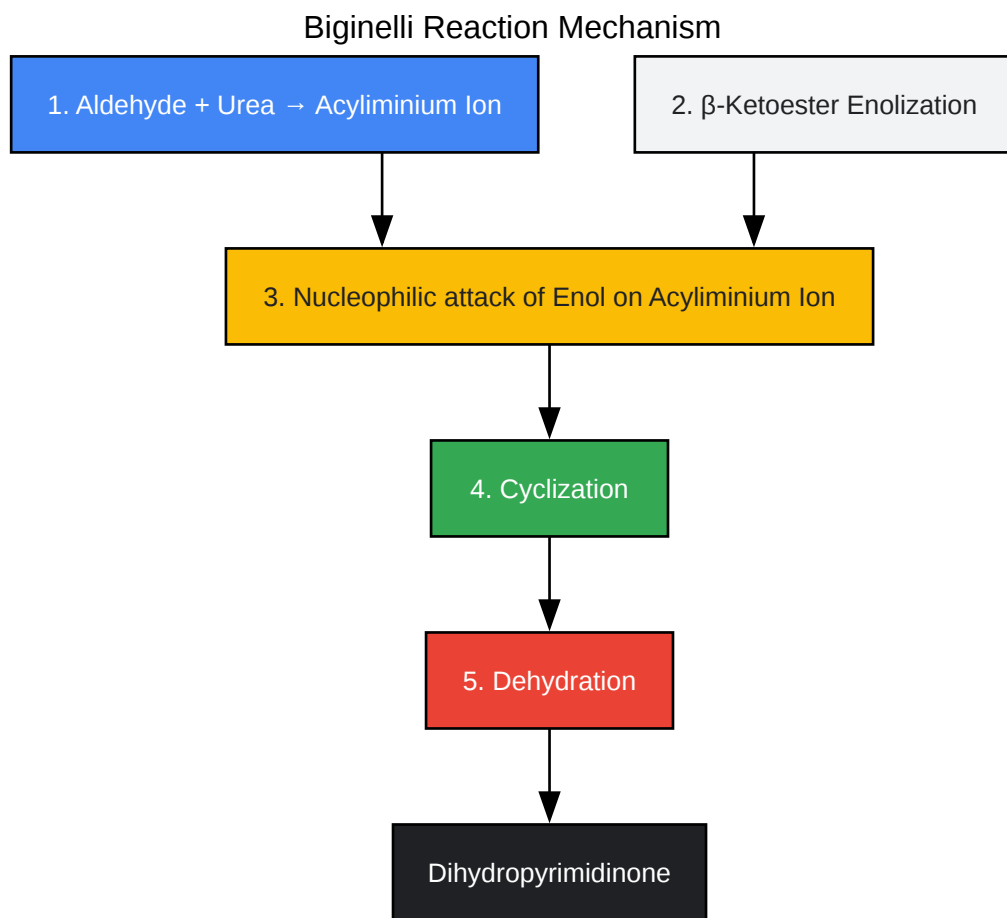 Biginelli Reaction Mechanism
1. Aldehyde + Urea → Acyliminium Ion
2. β-Ketoester Enolization
3. Nucleophilic attack of Enol on Acyliminium Ion
4. Cyclization
5. Dehydration
Dihydropyrimidinone